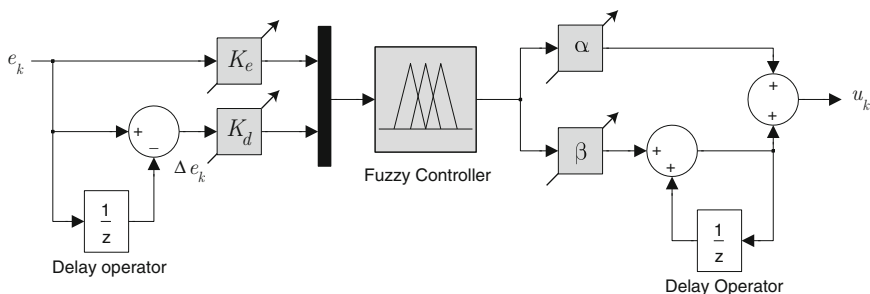 e_k
K_e
K_d
+
−
Δ e_k
1
z
Delay operator
Fuzzy Controller
α
β
+
+
+
+
u_k
1
z
Delay Operator